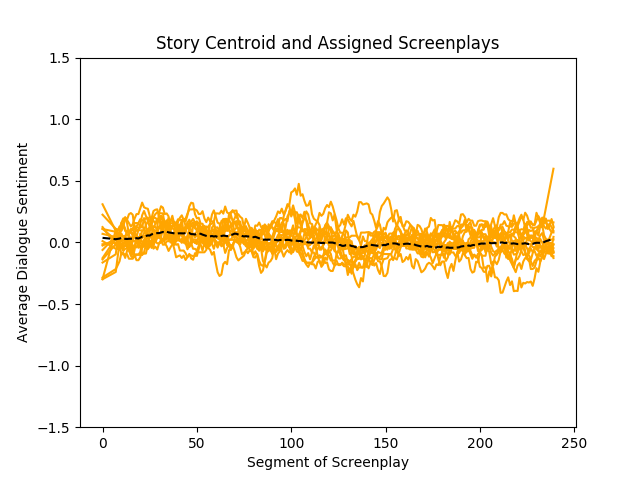 Story Centroid and Assigned Screenplays
1.5
1.0
0.5
0.0
−0.5
−1.0
−1.5
Average Dialogue Sentiment
0 50 100 150 200 250
Segment of Screenplay